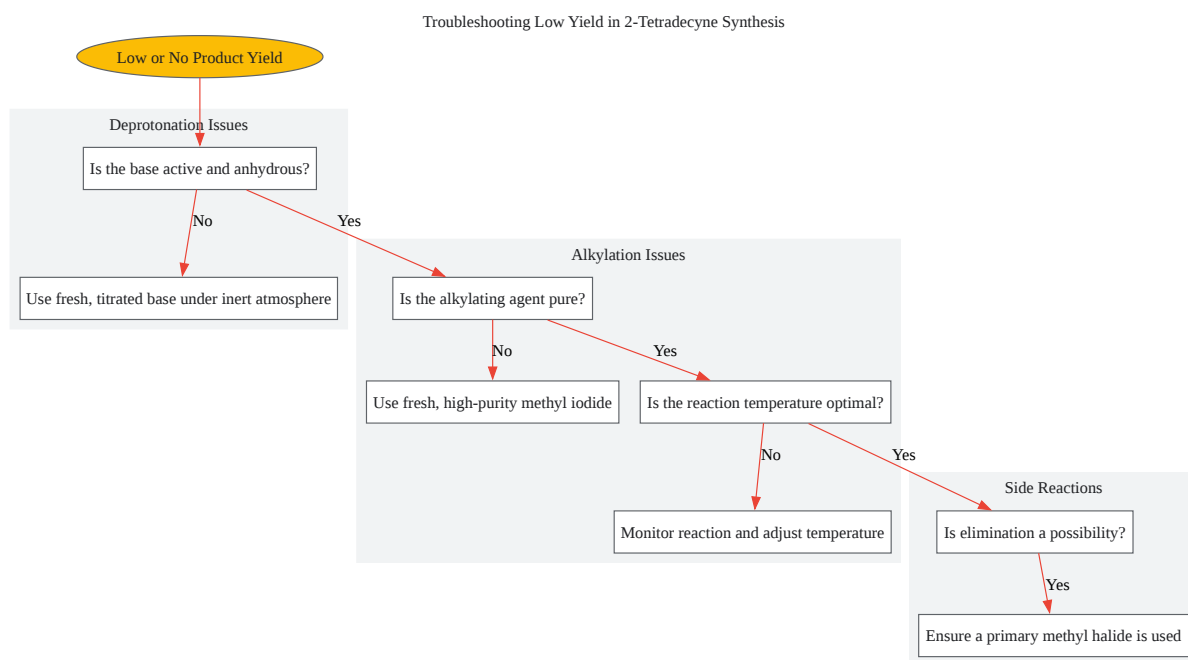 Troubleshooting Low Yield in 2-Tetradecyne Synthesis
Low or No Product Yield
Deprotonation Issues
Is the base active and anhydrous?
No
Yes
Use fresh, titrated base under inert atmosphere
Alkylation Issues
Is the alkylating agent pure?
No
Yes
Use fresh, high-purity methyl iodide
Is the reaction temperature optimal?
No
Yes
Monitor reaction and adjust temperature
Side Reactions
Is elimination a possibility?
Yes
Ensure a primary methyl halide is used